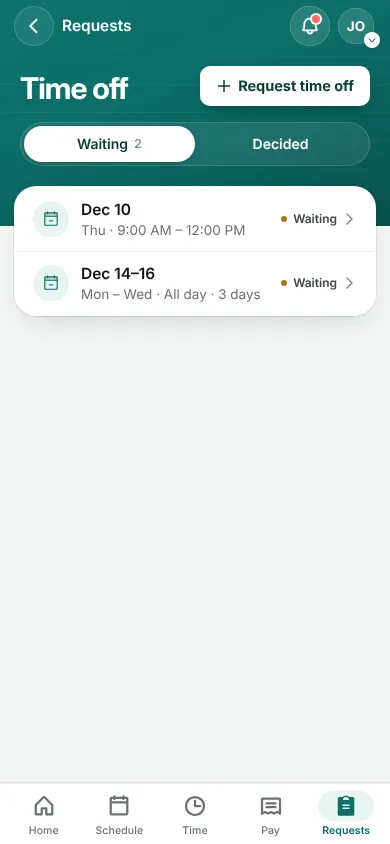 Requests
JO
Time off
Request time off
Waiting 2
Decided
Dec 10
Thu · 9:00 AM – 12:00 PM
Waiting
Dec 14–16
Mon – Wed · All day · 3 days
Waiting
Home
Schedule
Time
Pay
Requests